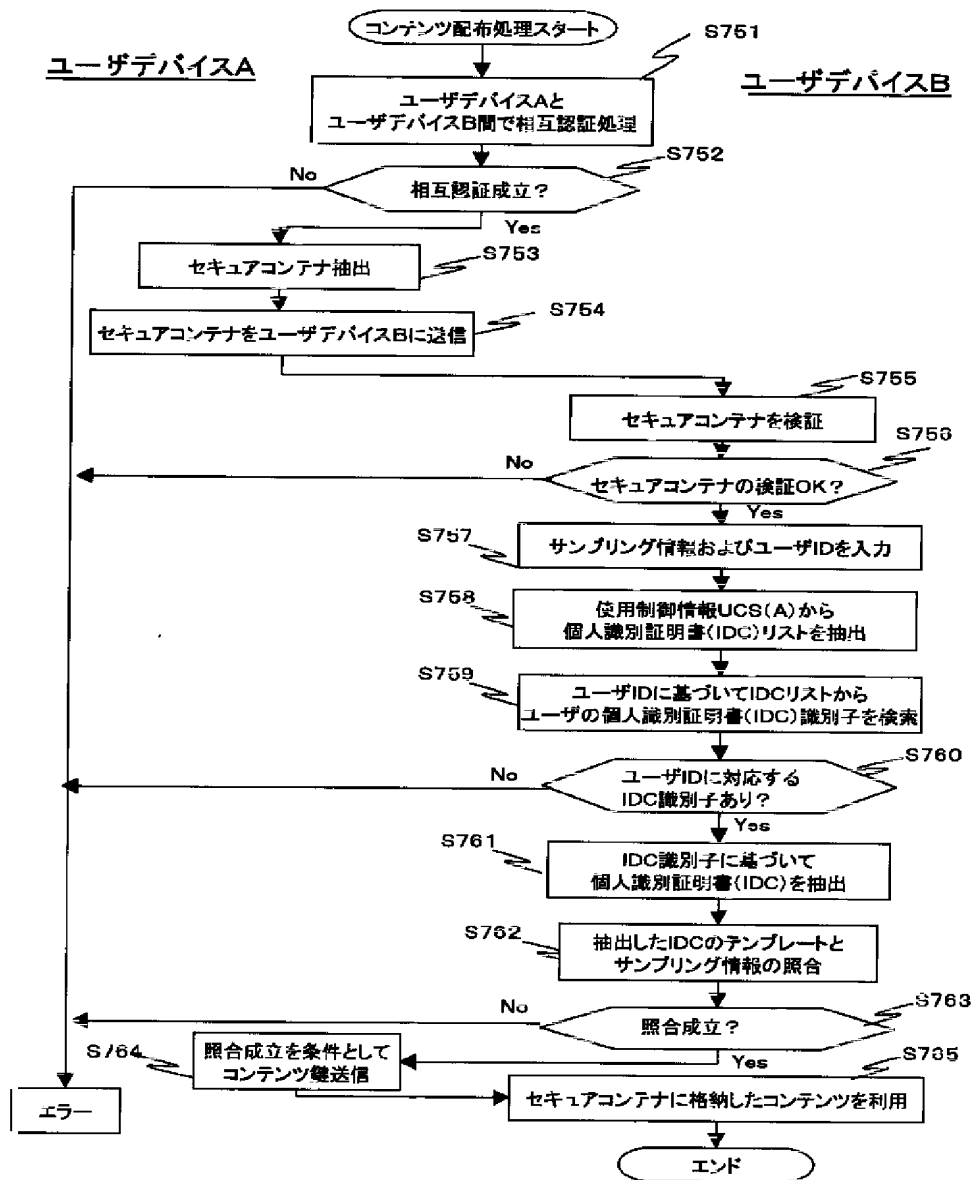 コンテンツ配布処理スタート
S751
ユーザデバイスA
ユーザデバイスB
ユーザデバイスAと
ユーザデバイスB間で相互認証処理
S752
No
相互認証成立?
Yes
S753
セキュアコンテナ抽出
S754
セキュアコンテナをユーザデバイスBに送信
S755
セキュアコンテナを検証
S756
No
セキュアコンテナの検証OK?
Yes
S757
サンプリング情報およびユーザIDを入力
S758
使用制御情報UCS(A)から
個人識別証明書(IDC)リストを抽出
S759
ユーザIDに基づいてIDCリストから
ユーザの個人識別証明書(IDC)識別子を検索
S760
No
ユーザIDに対応する
IDC識別子あり?
Yes
S761
IDC識別子に基づいて
個人識別証明書(IDC)を抽出
S762
抽出したIDCのテンプレートと
サンプリング情報の照合
No
S763
照合成立?
S764
照合成立を条件として
コンテンツ鍵送信
Yes
S765
エラー
セキュアコンテナに格納したコンテンツを利用
エンド